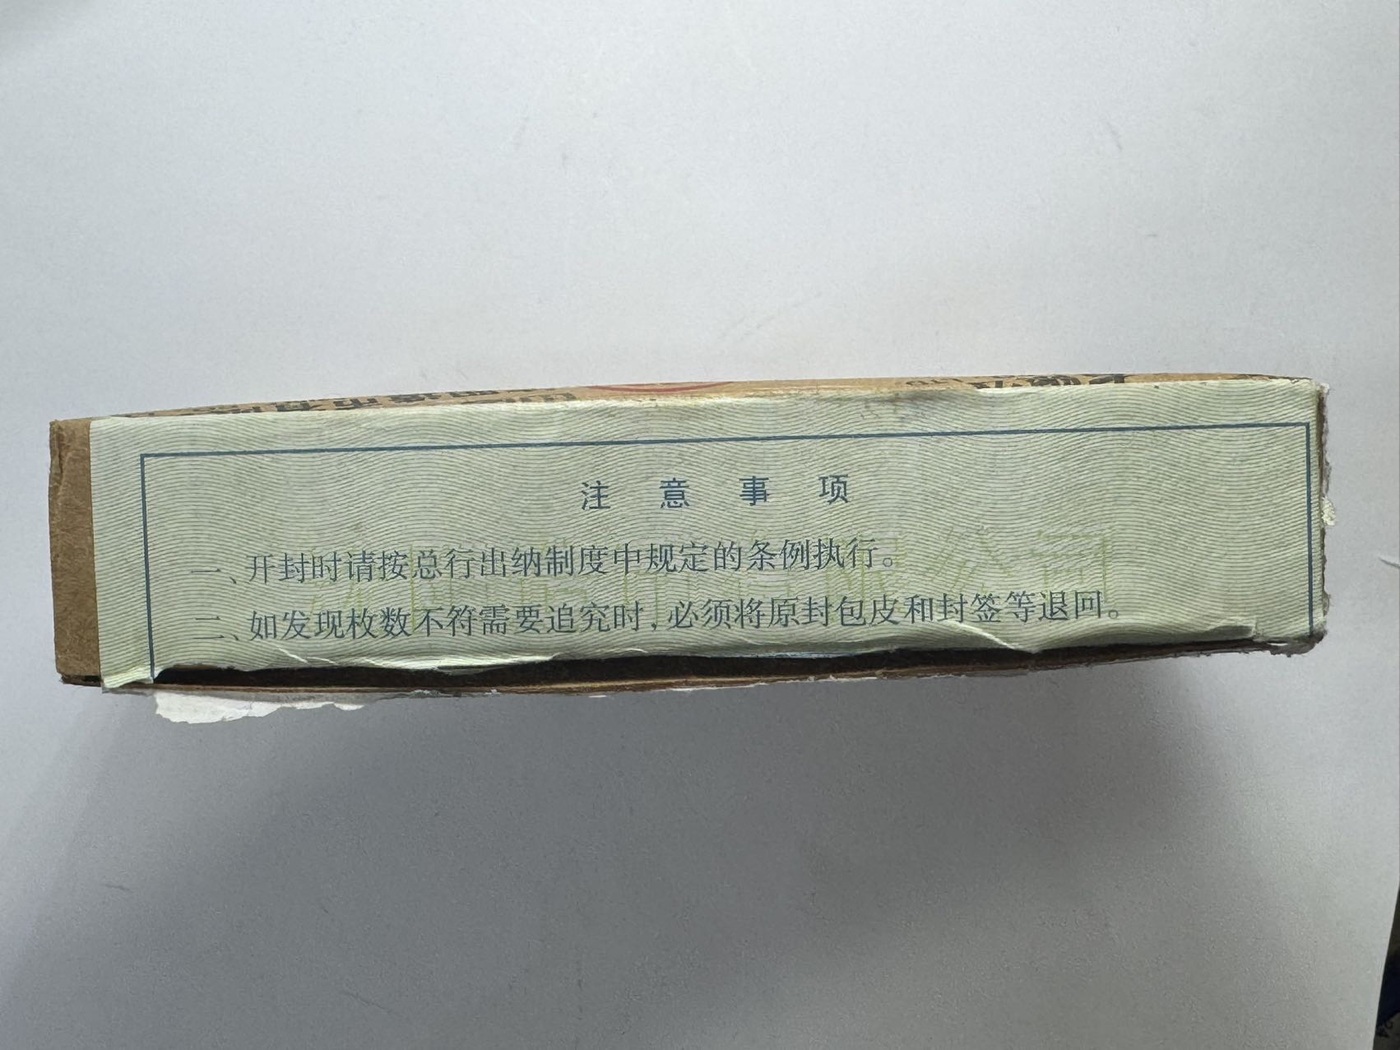 注意事项
一、开封时请按总行出纳制度中规定的条例执行。
二、如发现枚数不符需要追究时,必须将原封包皮和封签等退回。